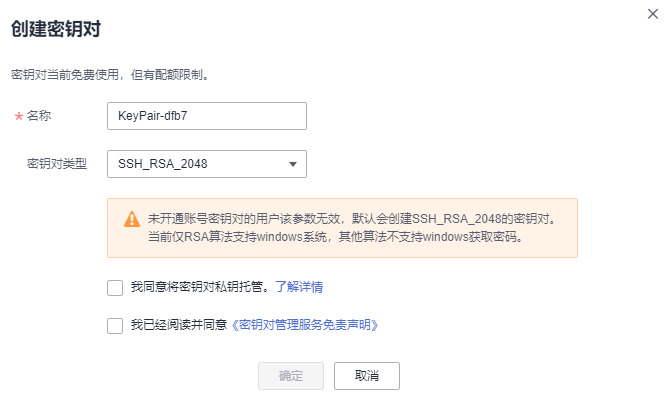 创建密钥对
密钥对当前免费使用，但有配额限制。
* 名称
KeyPair-dfb7
密钥对类型
SSH_RSA_2048
未开通账号密钥对的用户该参数无效，默认会创建SSH_RSA_2048的密钥对。
当前仅RSA算法支持windows系统，其他算法不支持windows获取密码。
我同意将密钥对私钥托管。了解详情
我已经阅读并同意《密钥对管理服务免责声明》
确定
取消